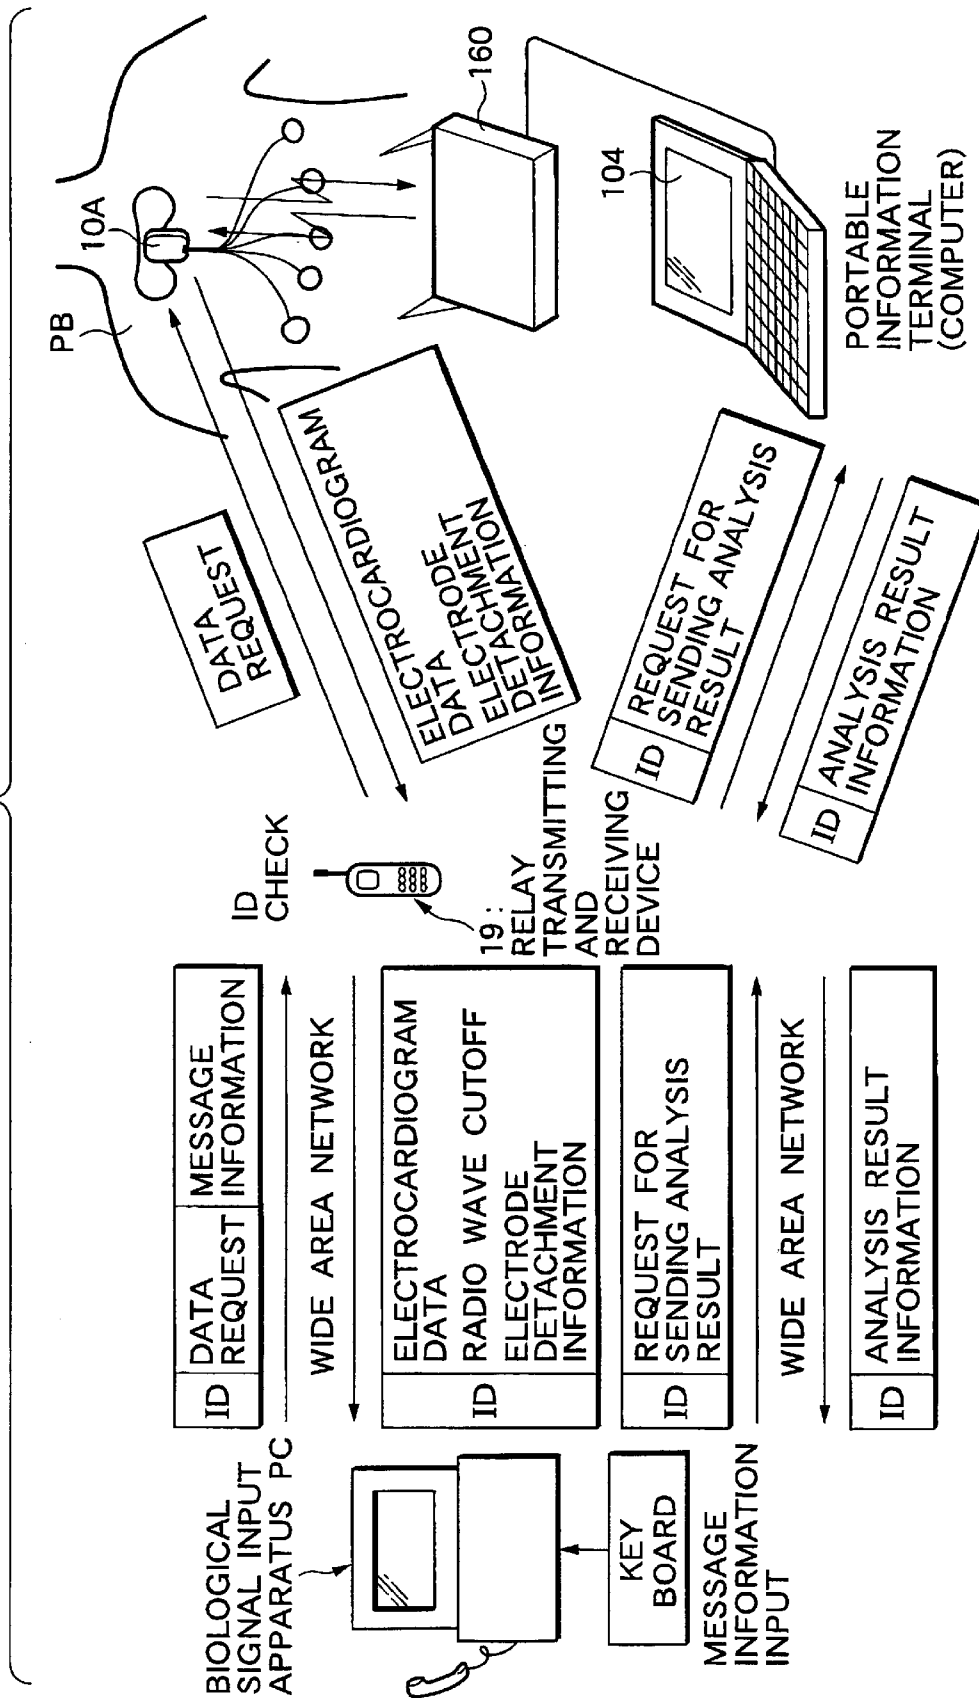 BIOLOGICAL
SIGNAL INPUT
APPARATUS PC
KEY
BOARD
MESSAGE
INFORMATION
INPUT
ID
DATA
REQUEST
MESSAGE
INFORMATION
WIDE AREA NETWORK
ID
ELECTROCARDIOGRAM
DATA
RADIO WAVE CUTOFF
ELECTRODE
DETACHMENT
INFORMATION
ID
REQUEST FOR
SENDING ANALYSIS
RESULT
WIDE AREA NETWORK
ID
ANALYSIS RESULT
INFORMATION
ID
CHECK
19 :
RELAY
TRANSMITTING
AND
RECEIVING
DEVICE
DATA
REQUEST
ELECTROCARDIOGRAM
DATA
ELECTRODE
DETACHMENT
INFORMATION
ID
REQUEST FOR
SENDING ANALYSIS
RESULT
ID
ANALYSIS RESULT
INFORMATION
PB
10A
160
104
PORTABLE
INFORMATION
TERMINAL
(COMPUTER)